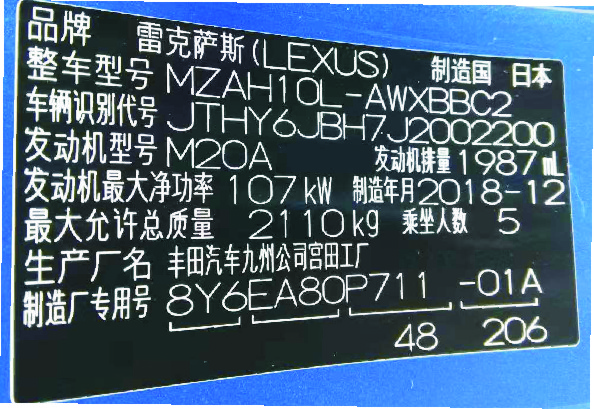 品牌 雷克萨斯(LEXUS) 制造国 日本
整车型号 MZAH10L-AWXBBC2
车辆识别代号 JTHY6JBH7J2002200
发动机型号 M20A 发动机排量 1987 mL
发动机最大净功率 107kW 制造年月 2018-12
最大允许总质量 2110kg 乘坐人数 5
生产厂名 丰田汽车九州公司宫田工厂
制造厂专用号 8Y6EA80P711 -01A
48 206